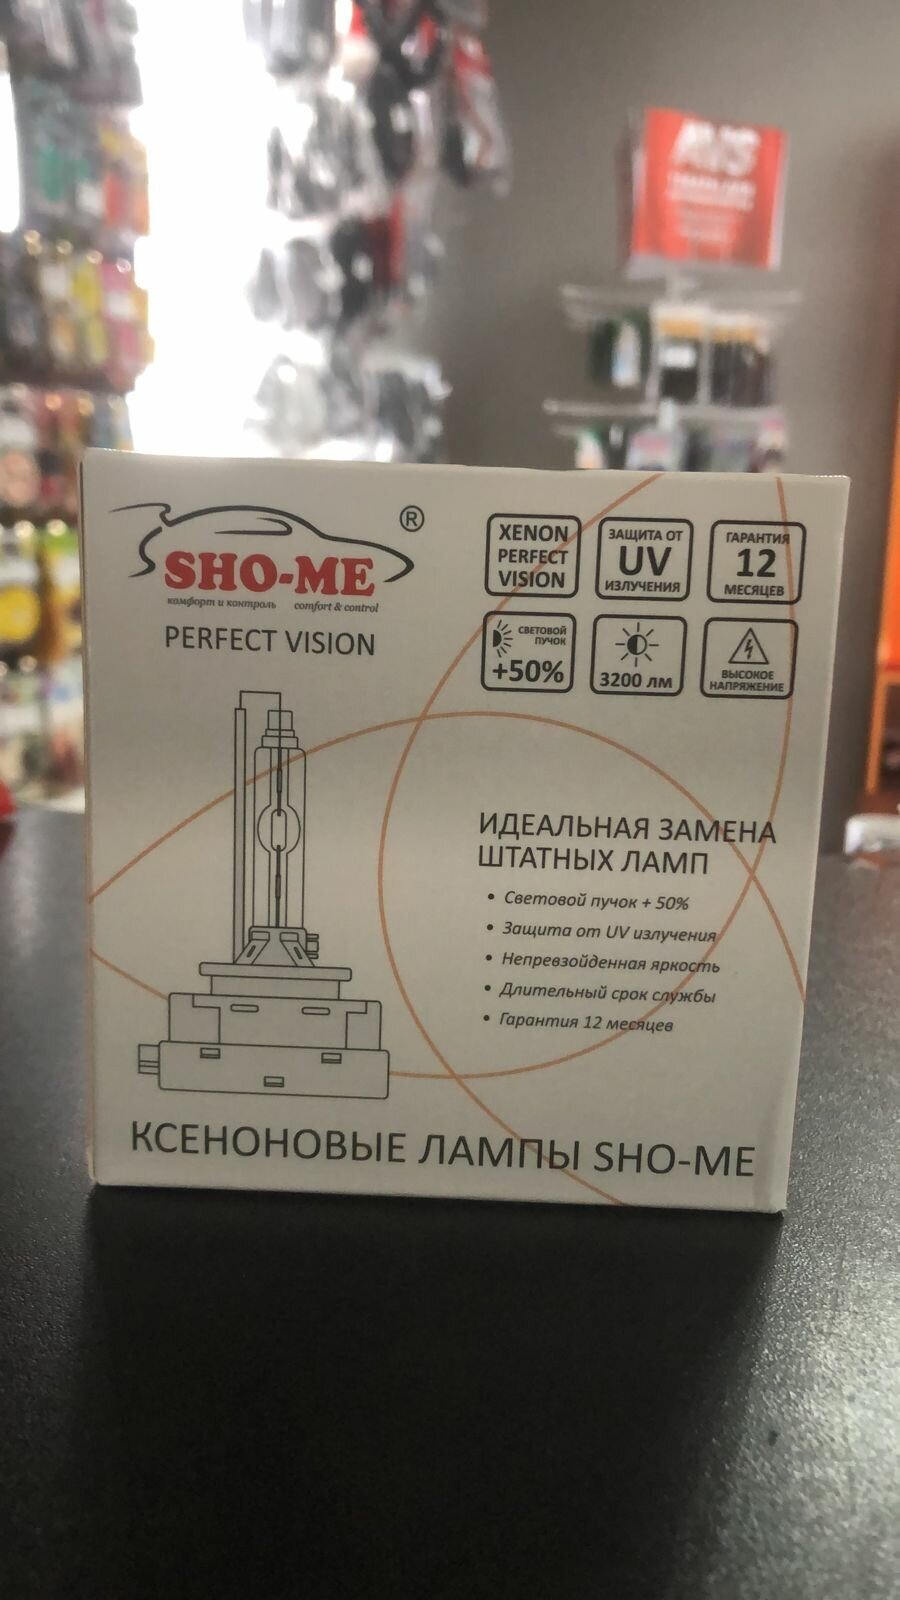 AVS
SHO-ME
®
комфорт и контроль comfort & control
PERFECT VISION
XENON
PERFECT
VISION
ЗАЩИТА ОТ
UV
ИЗЛУЧЕНИЯ
ГАРАНТИЯ
12
МЕСЯЦЕВ
СВЕТОВОЙ
ПУЧОК
+50%
3200 лм
ВЫСОКОЕ
НАПРЯЖЕНИЕ
ИДЕАЛЬНАЯ ЗАМЕНА
ШТАТНЫХ ЛАМП
• Световой пучок + 50%
• Защита от UV излучения
• Непревзойденная яркость
• Длительный срок службы
• Гарантия 12 месяцев
КСЕНОНОВЫЕ ЛАМПЫ SHO-ME